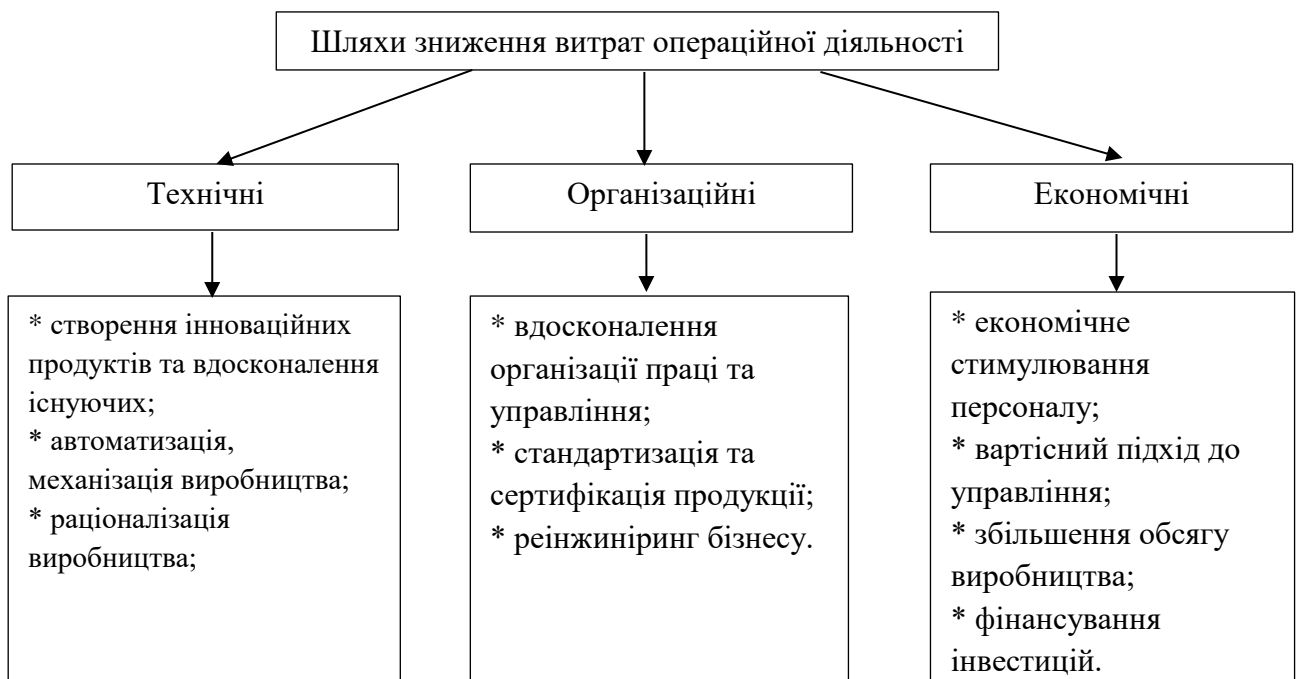 Шляхи зниження витрат операційної діяльності
Технічні
Організаційні
Економічні
* створення інноваційних
продуктів та вдосконалення
існуючих;
* автоматизація,
механізація виробництва;
* раціоналізація
виробництва;
* вдосконалення
організації праці та
управління;
* стандартизація та
сертифікація продукції;
* реінжиніринг бізнесу.
* економічне
стимулювання
персоналу;
* вартісний підхід до
управління;
* збільшення обсягу
виробництва;
* фінансування
інвестицій.